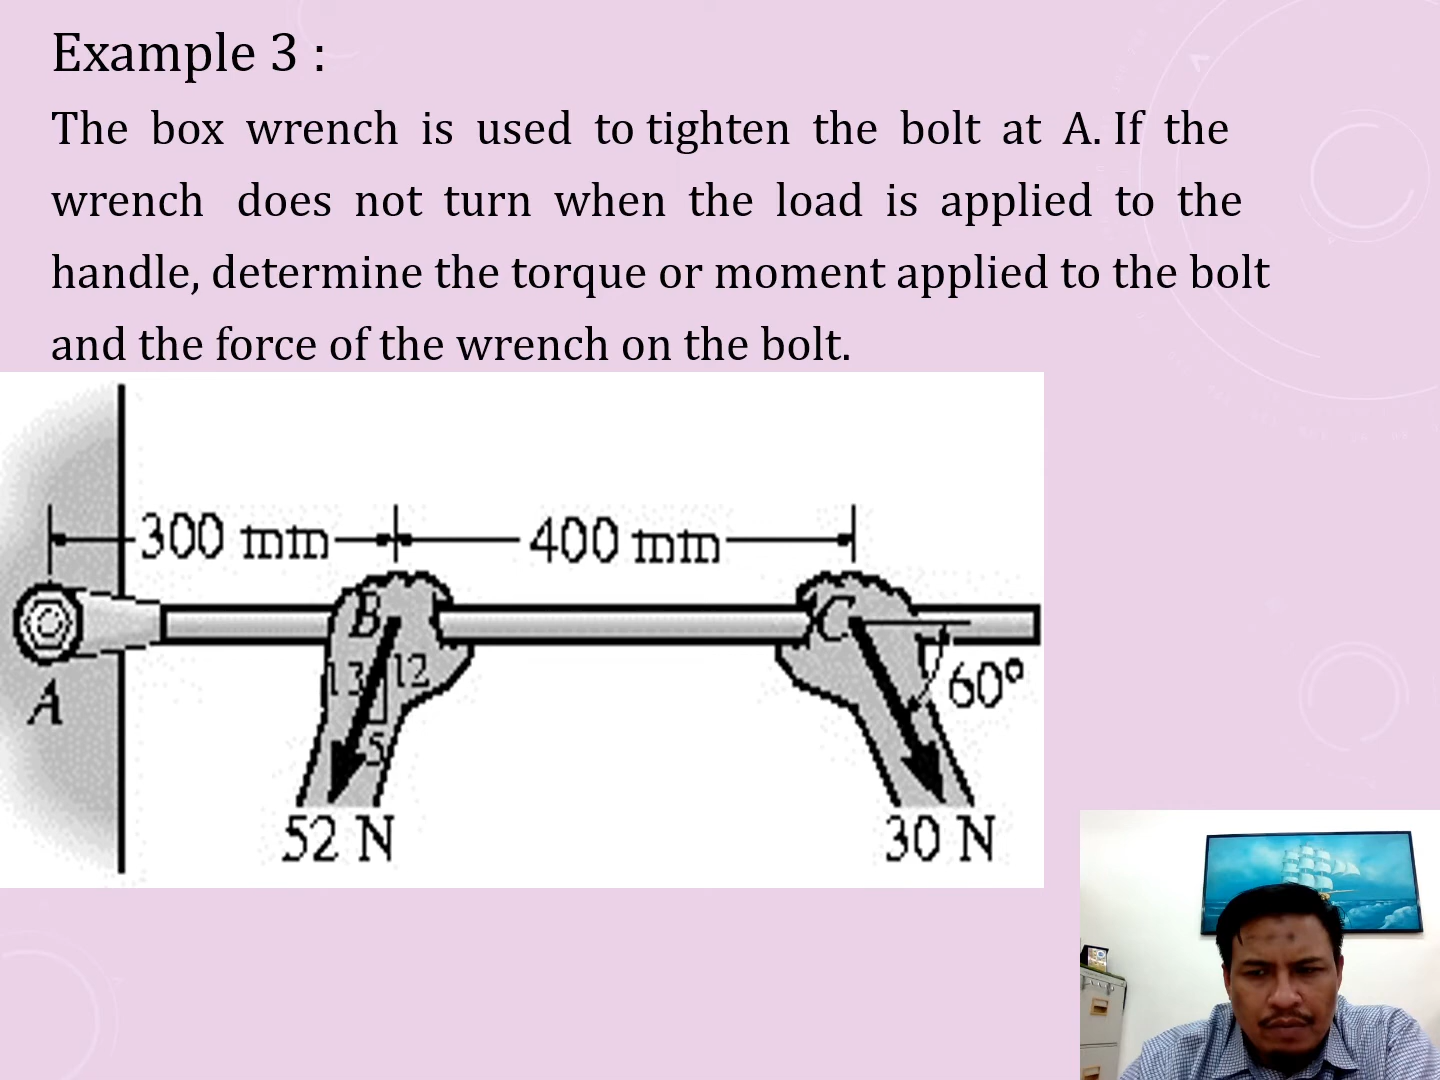 Example 3 :
The box wrench is used to tighten the bolt at A. If the
wrench does not turn when the load is applied to the
handle, determine the torque or moment applied to the bolt
and the force of the wrench on the bolt.
300 mm
400 mm
B
C
13
12
60°
A
5
52 N
30 N